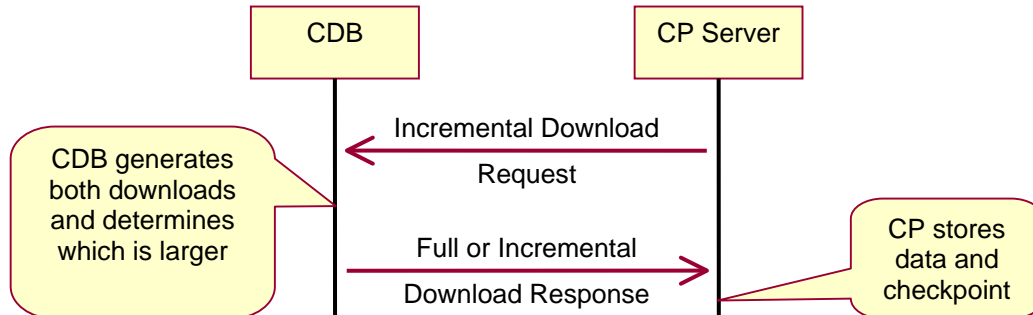 CDB
CP Server
Incremental Download
Request
CDB generates
both downloads
and determines
which is larger
Full or Incremental
Download Response
CP stores
data and
checkpoint